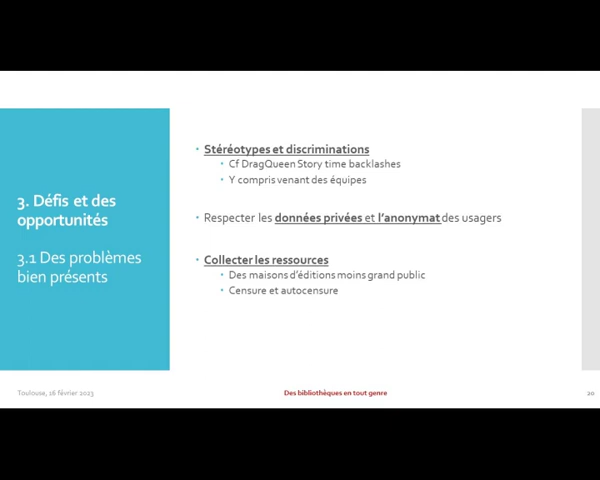 3. Défis et des
opportunités
3.1 Des problèmes
bien présents
• Stéréotypes et discriminations
• Cf DragQueen Story time backlashes
• Y compris venant des équipes
• Respecter les données privées et l'anonymat des usagers
• Collecter les ressources
• Des maisons d'éditions moins grand public
• Censure et autocensure
Toulouse, 16 février 2023
Des bibliothèques en tout genre
20